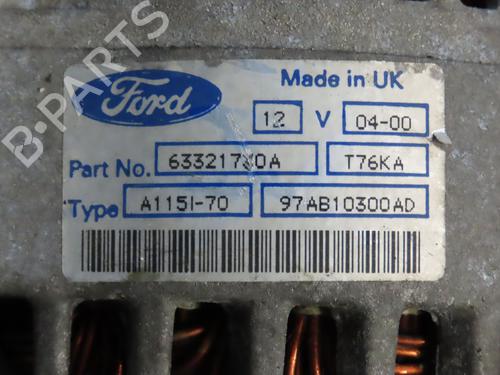 B-PARTS
Ford
Made in UK
12 V 04-00
Part No. T76KA
Type A115I-70 97AB10300AD